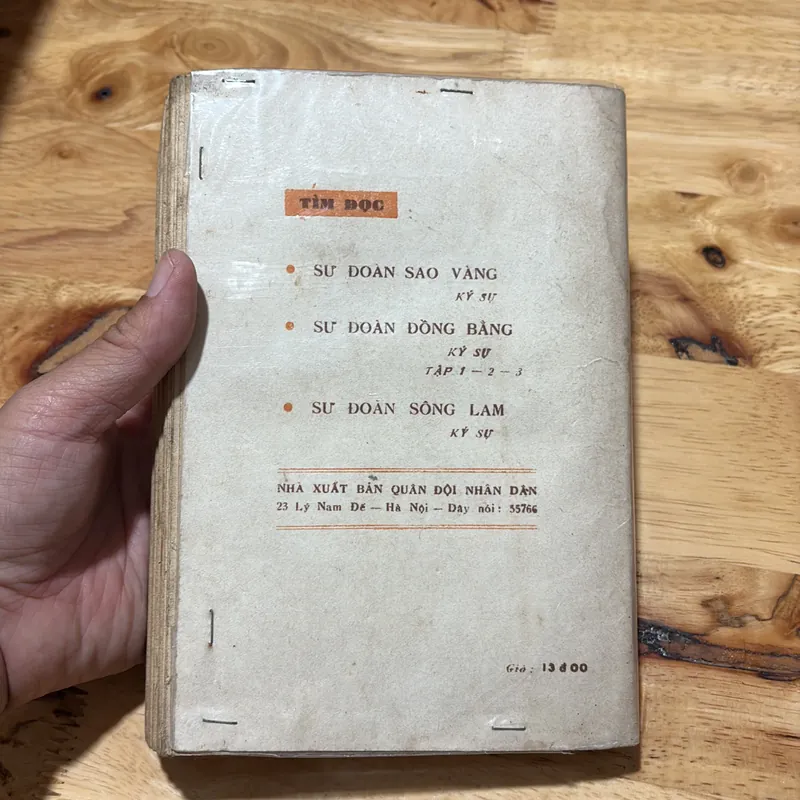 TÌM ĐỌC
• SƯ ĐOÀN SAO VÀNG
KÝ SỰ
• SƯ ĐOÀN ĐỒNG BẰNG
KÝ SỰ
TẬP 1 — 2 — 3
• SƯ ĐOÀN SÔNG LAM
KÝ SỰ
NHÀ XUẤT BẢN QUÂN ĐỘI NHÂN DÂN
23 Lý Nam Đế — Hà Nội — Dây nói : 55766
Giá : 13 đ 00